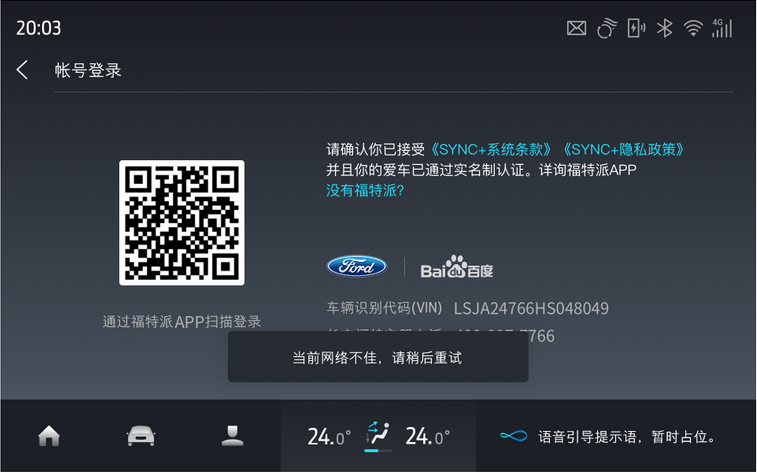 20:03
4G
帐号登录
请确认你已接受《SYNC+系统条款》《SYNC+隐私政策》
并且你的爱车已通过实名制认证。详询福特派APP
没有福特派？
Ford
Bai du 百度
车辆识别代码(VIN) LSJA24766HS048049
通过福特派APP扫描登录
766
当前网络不佳，请稍后重试
24.0°
24.0°
语音引导提示语，暂时占位。